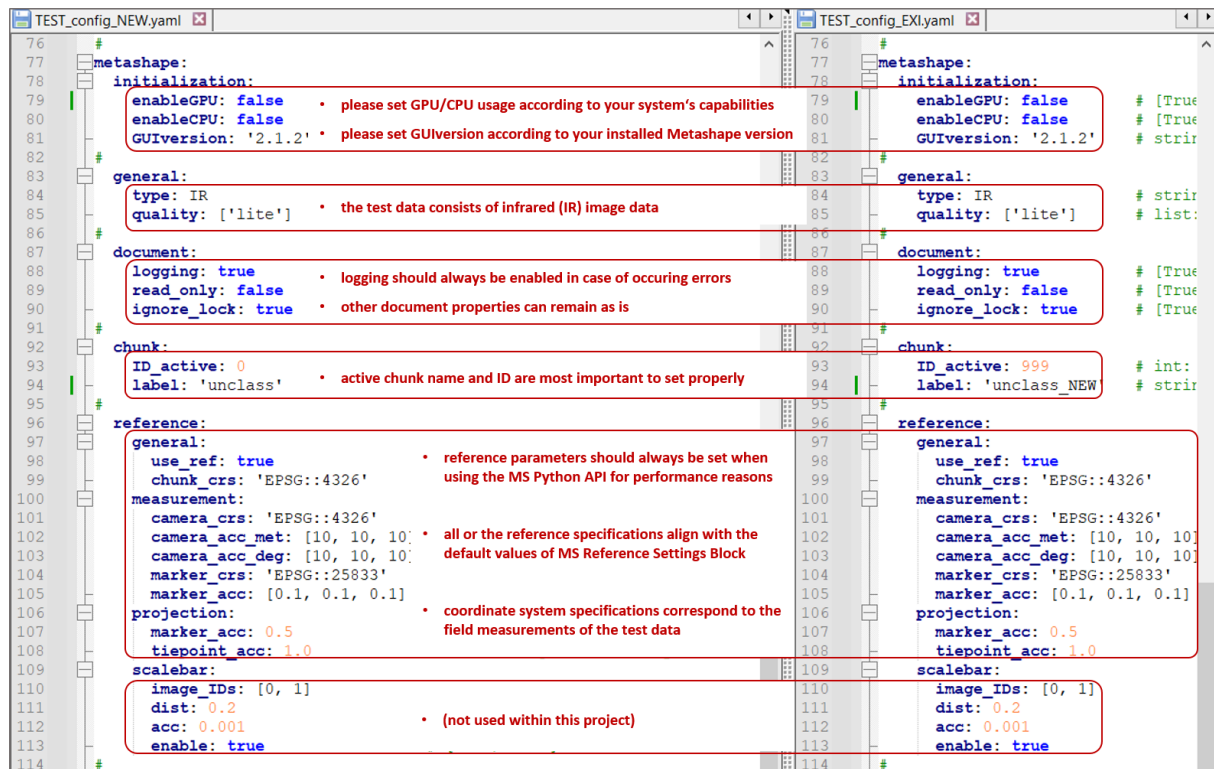 TEST_config_NEW.yaml
76 #
77 metashape:
78 initialization:
79 enableGPU: false
80 enableCPU: false
81 GUIversion: '2.1.2'
82 #
83 general:
84 type: IR
85 quality: ['lite']
86 #
87 document:
88 logging: true
89 read_only: false
90 ignore_lock: true
91 #
92 chunk:
93 ID_active: 0
94 label: 'unclass'
95 #
96 reference:
97 general:
98 use_ref: true
99 chunk_crs: 'EPSG::4326'
100 measurement:
101 camera_crs: 'EPSG::4326'
102 camera_acc_met: [10, 10, 10]
103 camera_acc_deg: [10, 10, 10]
104 marker_crs: 'EPSG::25833'
105 marker_acc: [0.1, 0.1, 0.1]
106 projection:
107 marker_acc: 0.5
108 tiepoint_acc: 1.0
109 scalebar:
110 image_IDs: [0, 1]
111 dist: 0.2
112 acc: 0.001
113 enable: true
114 #
• please set GPU/CPU usage according to your system's capabilities
• please set GUIversion according to your installed Metashape version
• the test data consists of infrared (IR) image data
• logging should always be enabled in case of occuring errors
• other document properties can remain as is
• active chunk name and ID are most important to set properly
• reference parameters should always be set when
using the MS Python API for performance reasons
• all or the reference specifications align with the
default values of MS Reference Settings Block
• coordinate system specifications correspond to the
field measurements of the test data
• (not used within this project)
TEST_config_EXI.yaml
76 #
77 metashape:
78 initialization:
79 enableGPU: false # [True
80 enableCPU: false # [True
81 GUIversion: '2.1.2' # strin
82 #
83 general:
84 type: IR # strin
85 quality: ['lite'] # list:
86 #
87 document:
88 logging: true # [True
89 read_only: false # [True
90 ignore_lock: true # [True
91 #
92 chunk:
93 ID_active: 999 # int:
94 label: 'unclass_NEW' # strin
95 #
96 reference:
97 general:
98 use_ref: true
99 chunk_crs: 'EPSG::4326'
100 measurement:
101 camera_crs: 'EPSG::4326'
102 camera_acc_met: [10, 10, 10]
103 camera_acc_deg: [10, 10, 10]
104 marker_crs: 'EPSG::25833'
105 marker_acc: [0.1, 0.1, 0.1]
106 projection:
107 marker_acc: 0.5
108 tiepoint_acc: 1.0
109 scalebar:
110 image_IDs: [0, 1]
111 dist: 0.2
112 acc: 0.001
113 enable: true
114 #